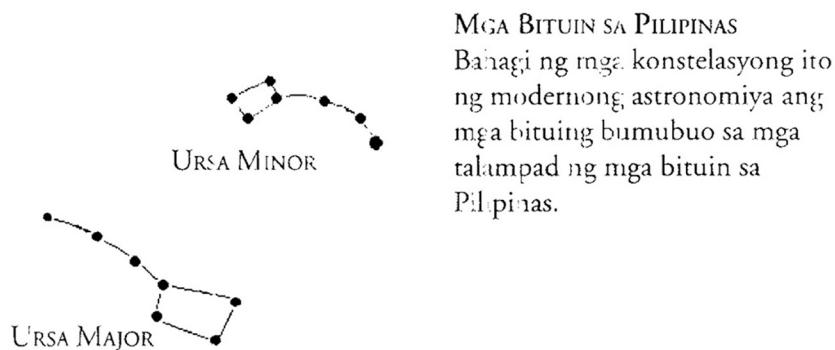 MGA BITUIN SA PILIPINAS
Bahagi ng mga konstelasyong ito
ng modernong astronomiya ang
mga bituing bumubuo sa mga
talampad ng mga bituin sa
Pilipinas.
URSA MINOR
URSA MAJOR